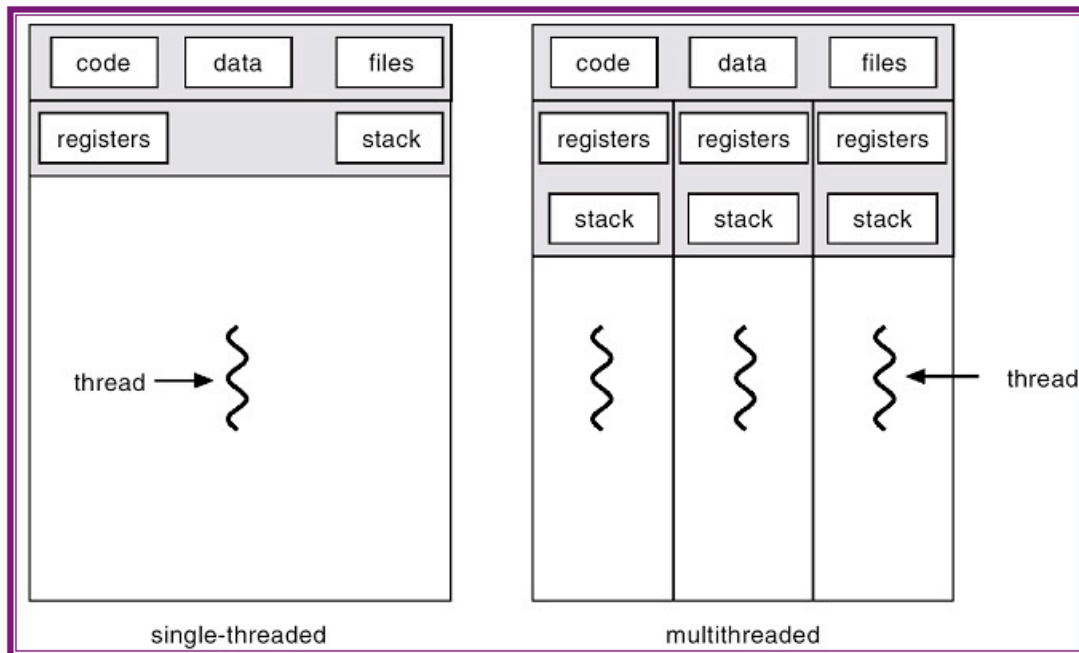 code data files
registers stack
thread
single-threaded
code data files
registers registers registers
stack stack stack
thread
multithreaded